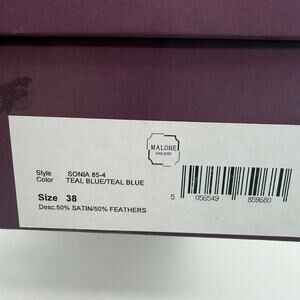 MALONE
SOULIERS
Style SONIA 85-4
Color TEAL BLUE/TEAL BLUE
Size 38
Desc.50% SATIN/50% FEATHERS
5 056549 859680